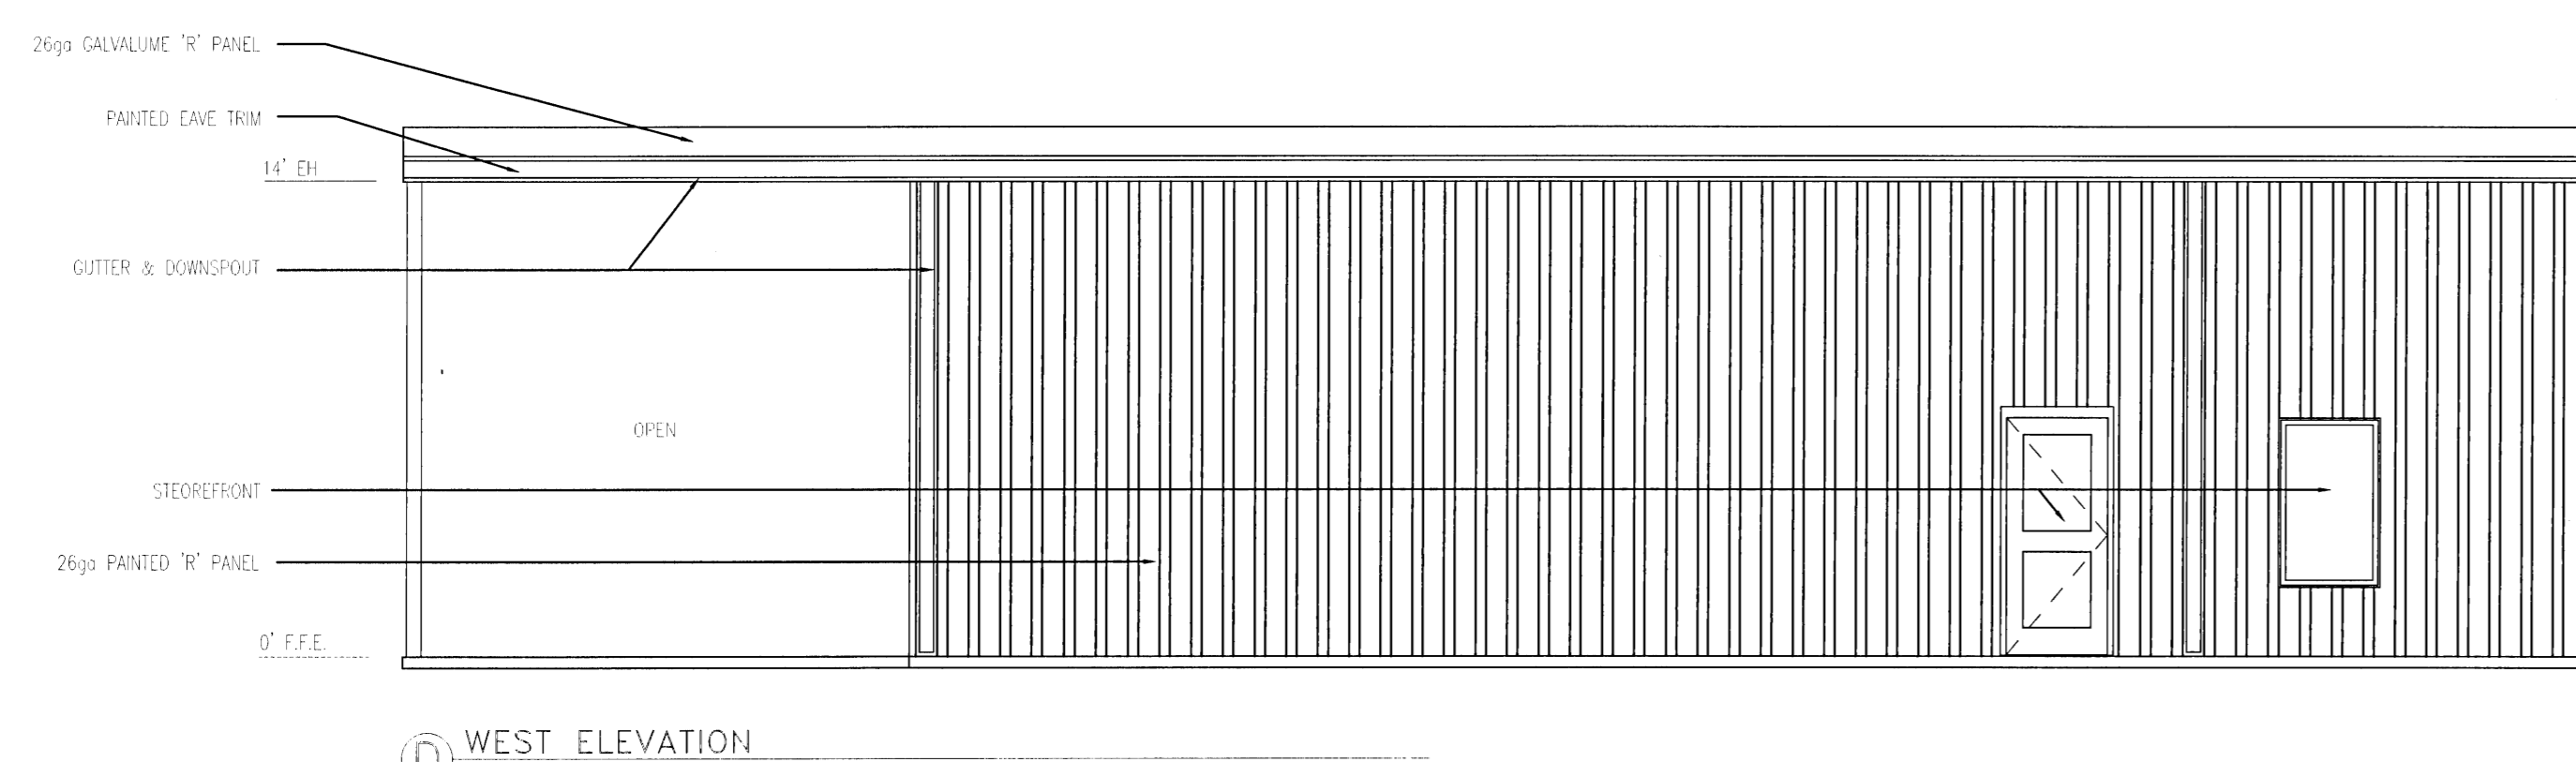 26ga GALVALUME 'R' PANEL
PAINTED EAVE TRIM
14' EH
GUTTER & DOWNSPOUT
OPEN
STEOREFRONT
26ga PAINTED 'R' PANEL
0' F.F.E.
D WEST ELEVATION